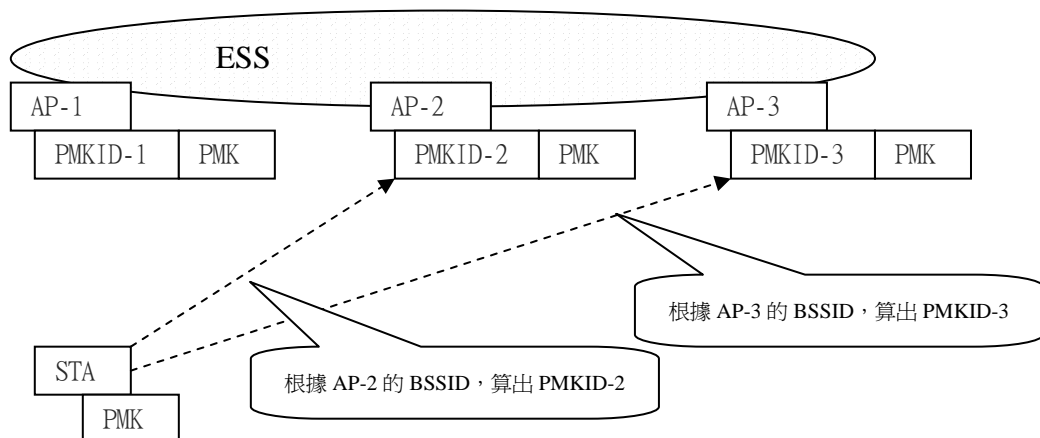 ESS
AP-1
AP-2
AP-3
PMKID-1 PMK
PMKID-2 PMK
PMKID-3 PMK
根據 AP-3 的 BSSID，算出 PMKID-3
根據 AP-2 的 BSSID，算出 PMKID-2
STA
PMK